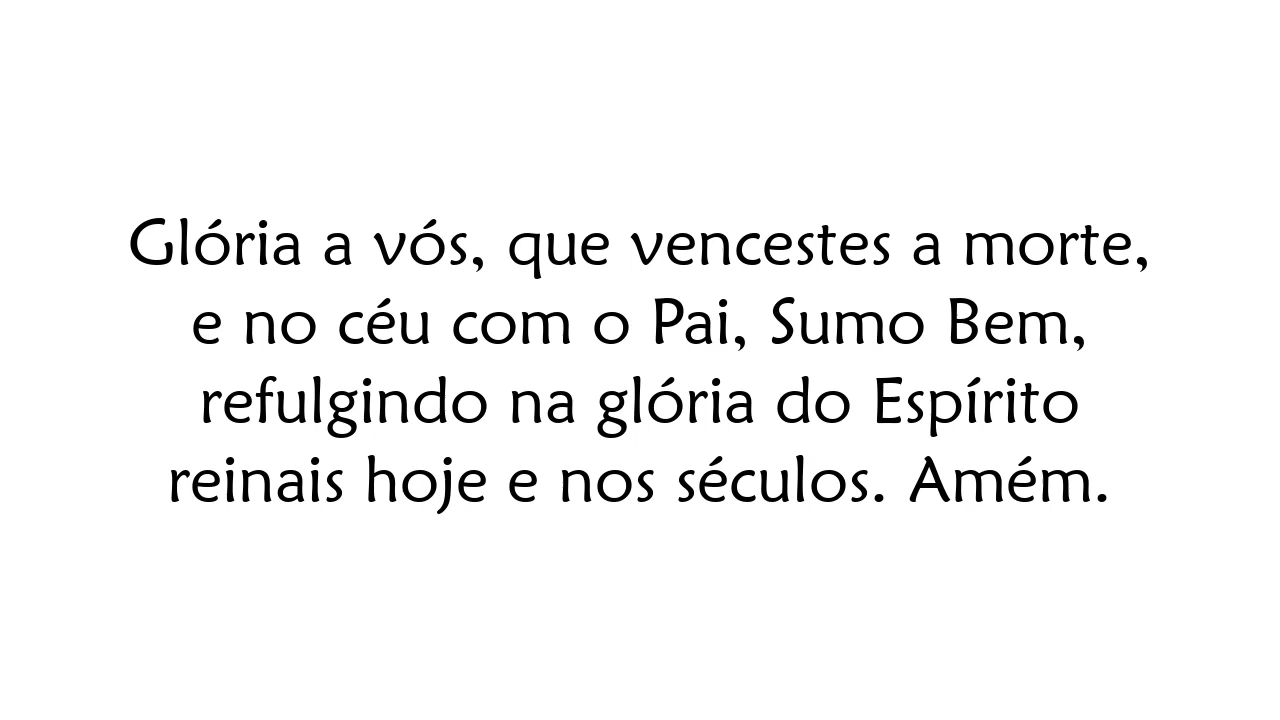 Glória a vós, que vencestes a morte,
e no céu com o Pai, Sumo Bem,
refulgindo na glória do Espírito
reinais hoje e nos séculos. Amém.